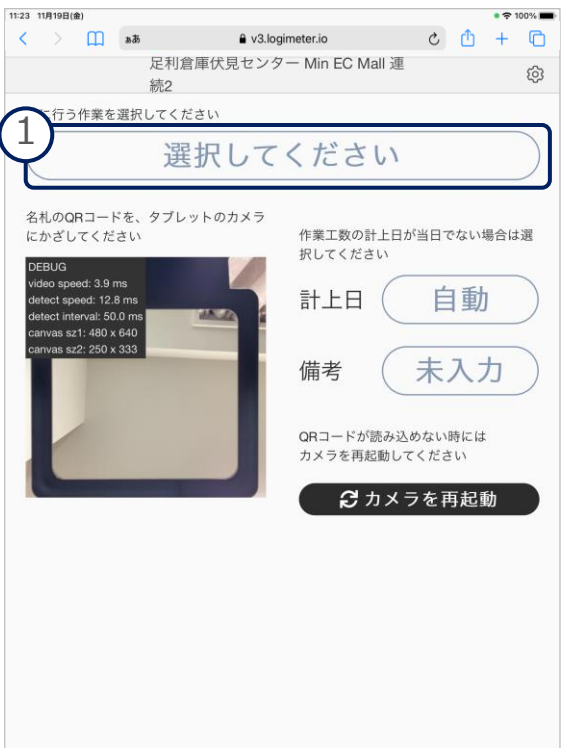 11:23 11月19日(金)
100%
ぁあ
v3.logimeter.io
足利倉庫伏見センター Min EC Mall 連
続2
に行う作業を選択してください
1
選択してください
名札のQRコードを、タブレットのカメラ
にかざしてください
DEBUG
video speed: 3.9 ms
detect speed: 12.8 ms
detect interval: 50.0 ms
canvas sz1: 480 x 640
canvas sz2: 250 x 333
作業工数の計上日が当日でない場合は選
択してください
計上日 自動
備考 未入力
QRコードが読み込めない時には
カメラを再起動してください
カメラを再起動